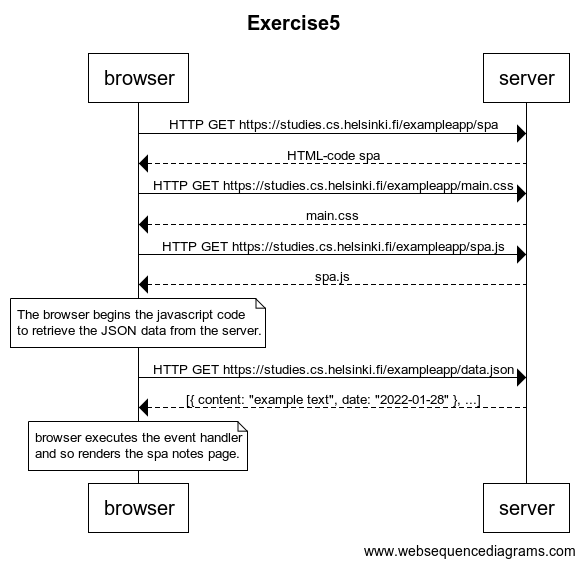 Exercise5
browser
server
HTTP GET https://studies.cs.helsinki.fi/exampleapp/spa
HTML-code spa
HTTP GET https://studies.cs.helsinki.fi/exampleapp/main.css
main.css
HTTP GET https://studies.cs.helsinki.fi/exampleapp/spa.js
spa.js
The browser begins the javascript code
to retrieve the JSON data from the server.
HTTP GET https://studies.cs.helsinki.fi/exampleapp/data.json
[{ content: "example text", date: "2022-01-28" }, ...]
browser executes the event handler
and so renders the spa notes page.
browser
server
www.websequencediagrams.com